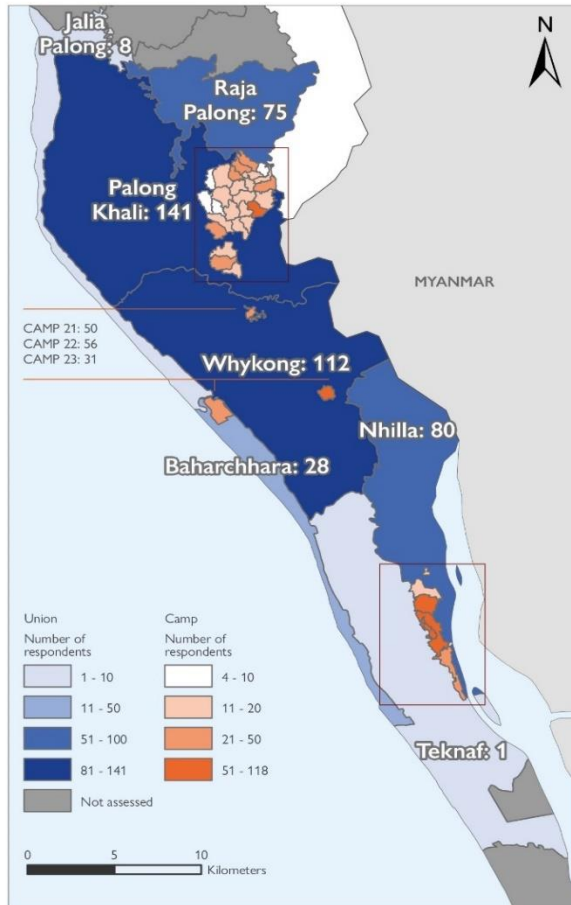 Jalia
Palong: 8
N
Raja
Palong: 75
Palong
Khali: 141
MYANMAR
CAMP 21: 50
CAMP 22: 56
CAMP 23: 31
Whykong: 112
Nhilla: 80
Baharchhara: 28
Union
Number of
respondents
1 - 10
11 - 50
51 - 100
81 - 141
Not assessed
Camp
Number of
respondents
4 - 10
11 - 20
21 - 50
51 - 118
Teknaf: 1
0
5
10
Kilometers